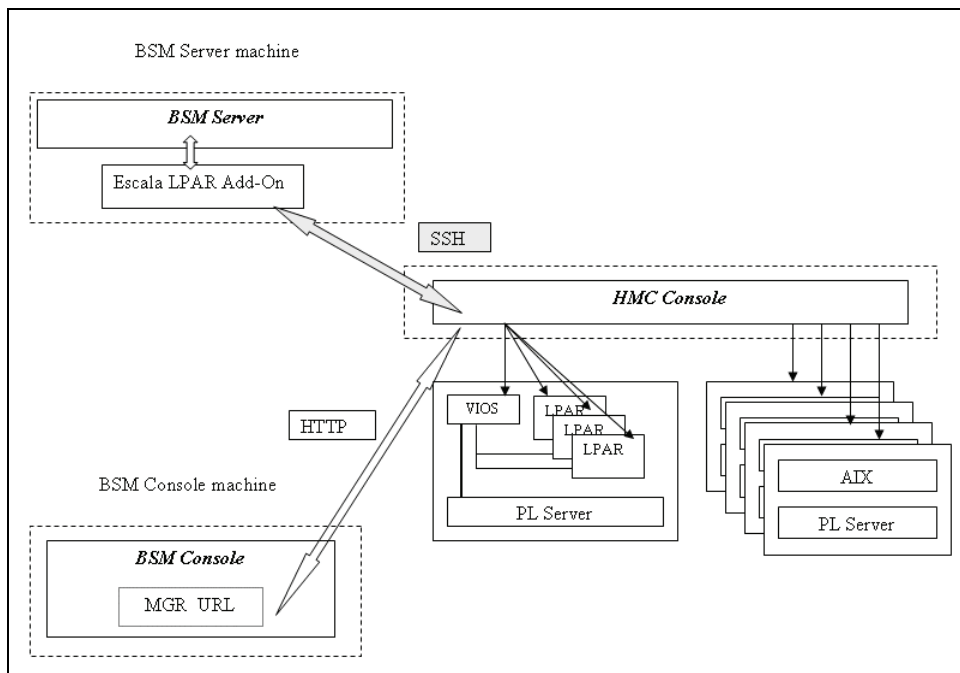 BSM Server machine
BSM Server
Escala LPAR Add-On
SSH
HMC Console
VIOS
LPAR
LPAR
LPAR
HTTP
PL Server
AIX
PL Server
BSM Console machine
BSM Console
MGR URL